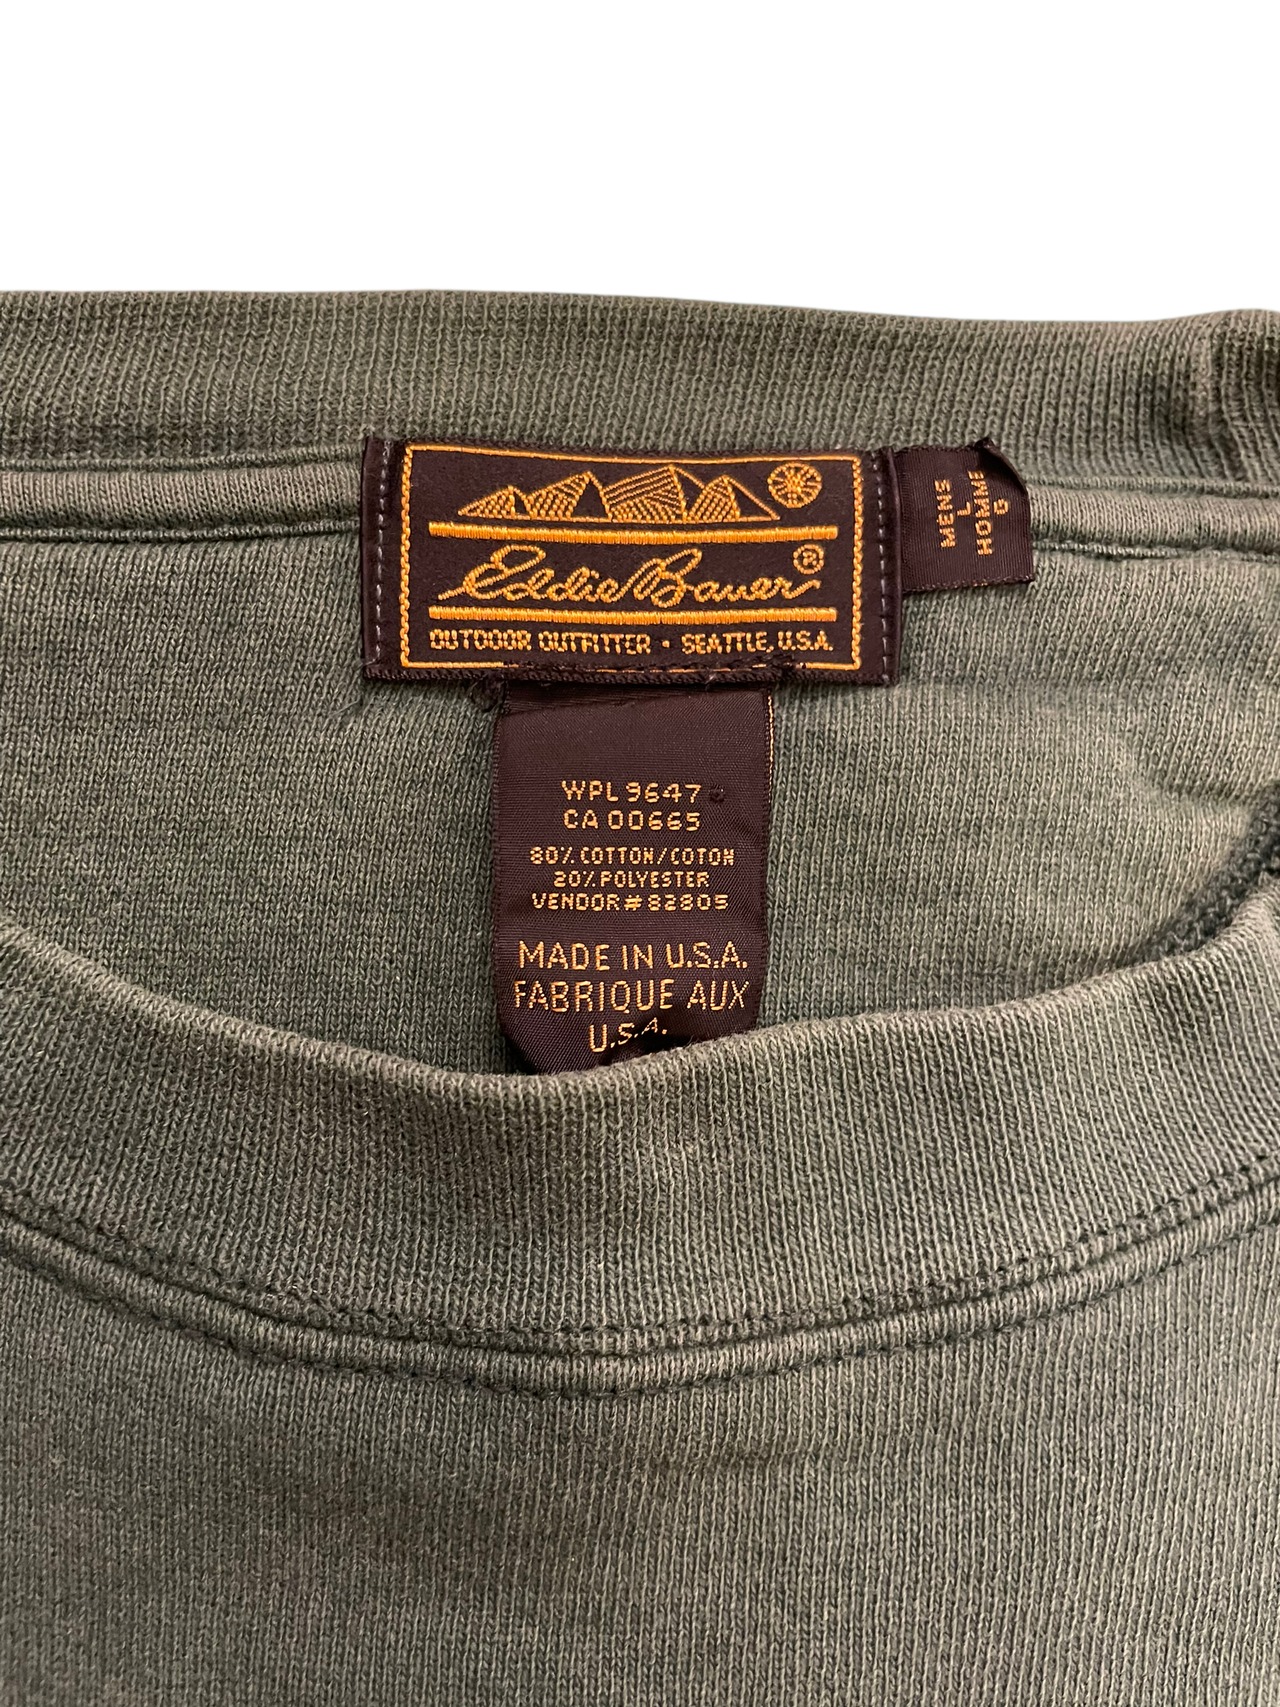 Eddie Bauer®
OUTDOOR OUTFITTER • SEATTLE, U.S.A.
MENS
L
HOMME
G
WPL 9647
CA 00665
80% COTTON/COTON
20% POLYESTER
VENDOR#82805
MADE IN U.S.A.
FABRIQUE AUX
U.S.A.